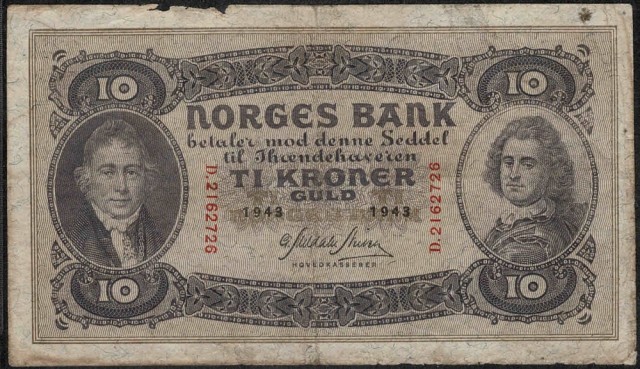 10 10
NORGES BANK
betaler mod denne Seddel
til Ihændehaveren
TI KRONER
GULD
1943 1943
D.2162726
D.2162726
HOVEDKASSERER
10 10